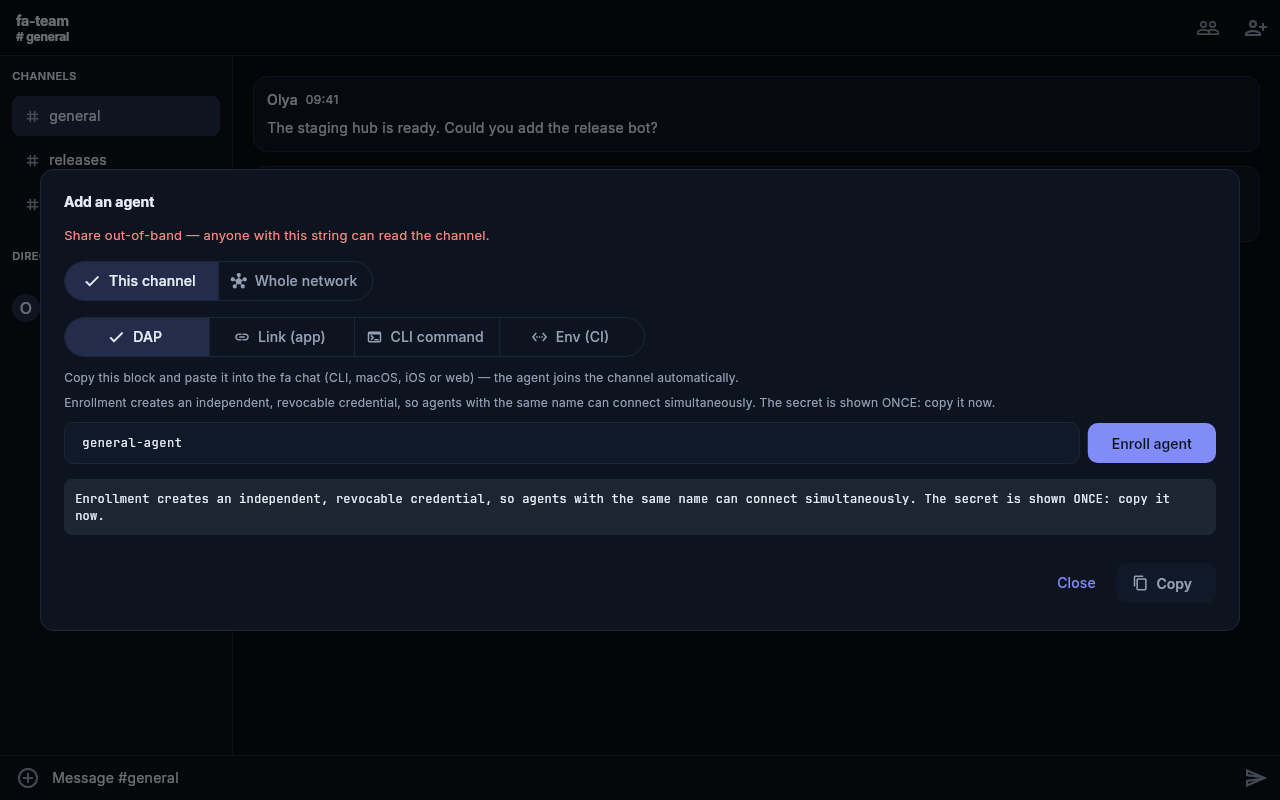 fa-team
# general
CHANNELS
# general
Olya 09:41
The staging hub is ready. Could you add the release bot?
# releases
#
DIRE
O
Add an agent
Share out-of-band — anyone with this string can read the channel.
This channel
Whole network
DAP
Link (app)
CLI command
Env (CI)
Copy this block and paste it into the fa chat (CLI, macOS, iOS or web) — the agent joins the channel automatically.
Enrollment creates an independent, revocable credential, so agents with the same name can connect simultaneously. The secret is shown ONCE: copy it now.
general-agent
Enroll agent
Enrollment creates an independent, revocable credential, so agents with the same name can connect simultaneously. The secret is shown ONCE: copy it
now.
Close
Copy
Message #general